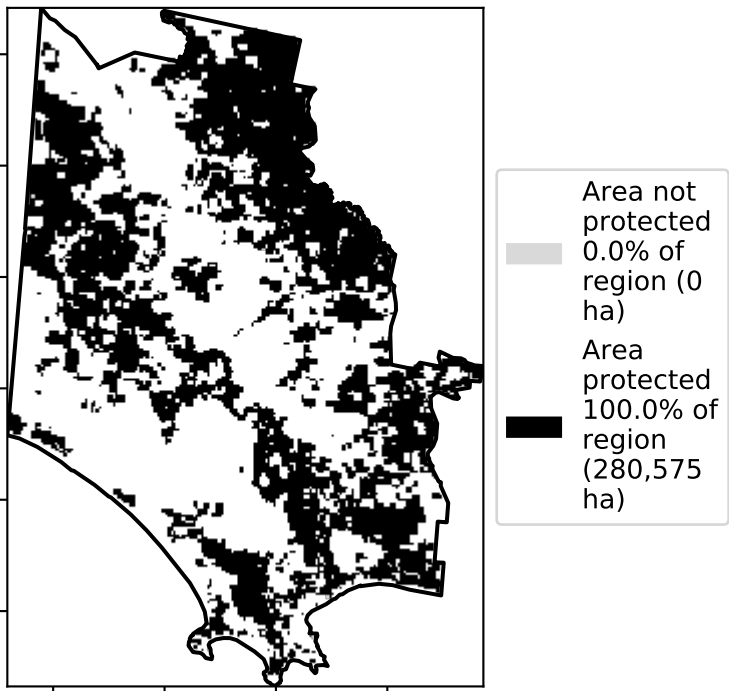 Area not
protected
0.0% of
region (0
ha)
Area
protected
100.0% of
region
(280,575
ha)